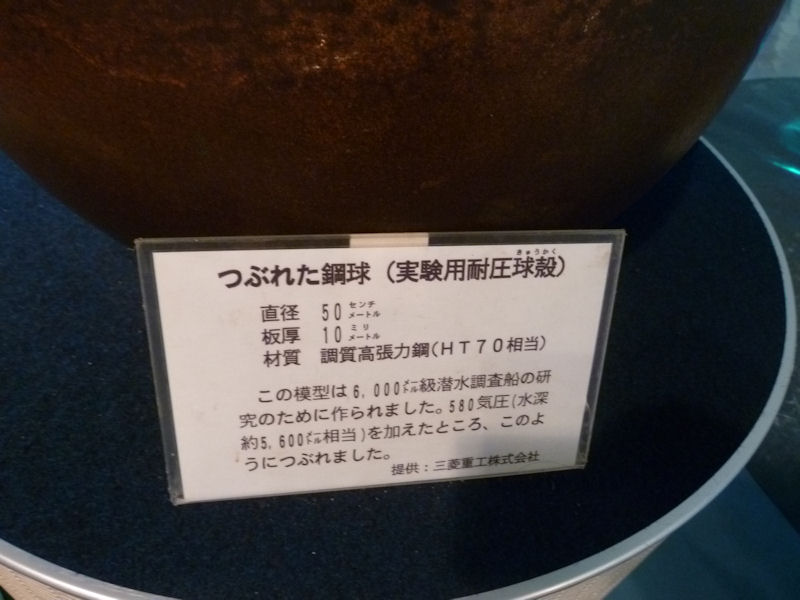 つぶれた鋼球（実験用耐圧球殻）
きゅうかく
直径 50センチメートル
板厚 10ミリメートル
材質 調質高張力鋼（HT70相当）
この模型は6,000㍍級潜水調査船の研
究のために作られました。580気圧(水深
約5,600㍍相当)を加えたところ、このよ
うにつぶれました。
提供：三菱重工株式会社